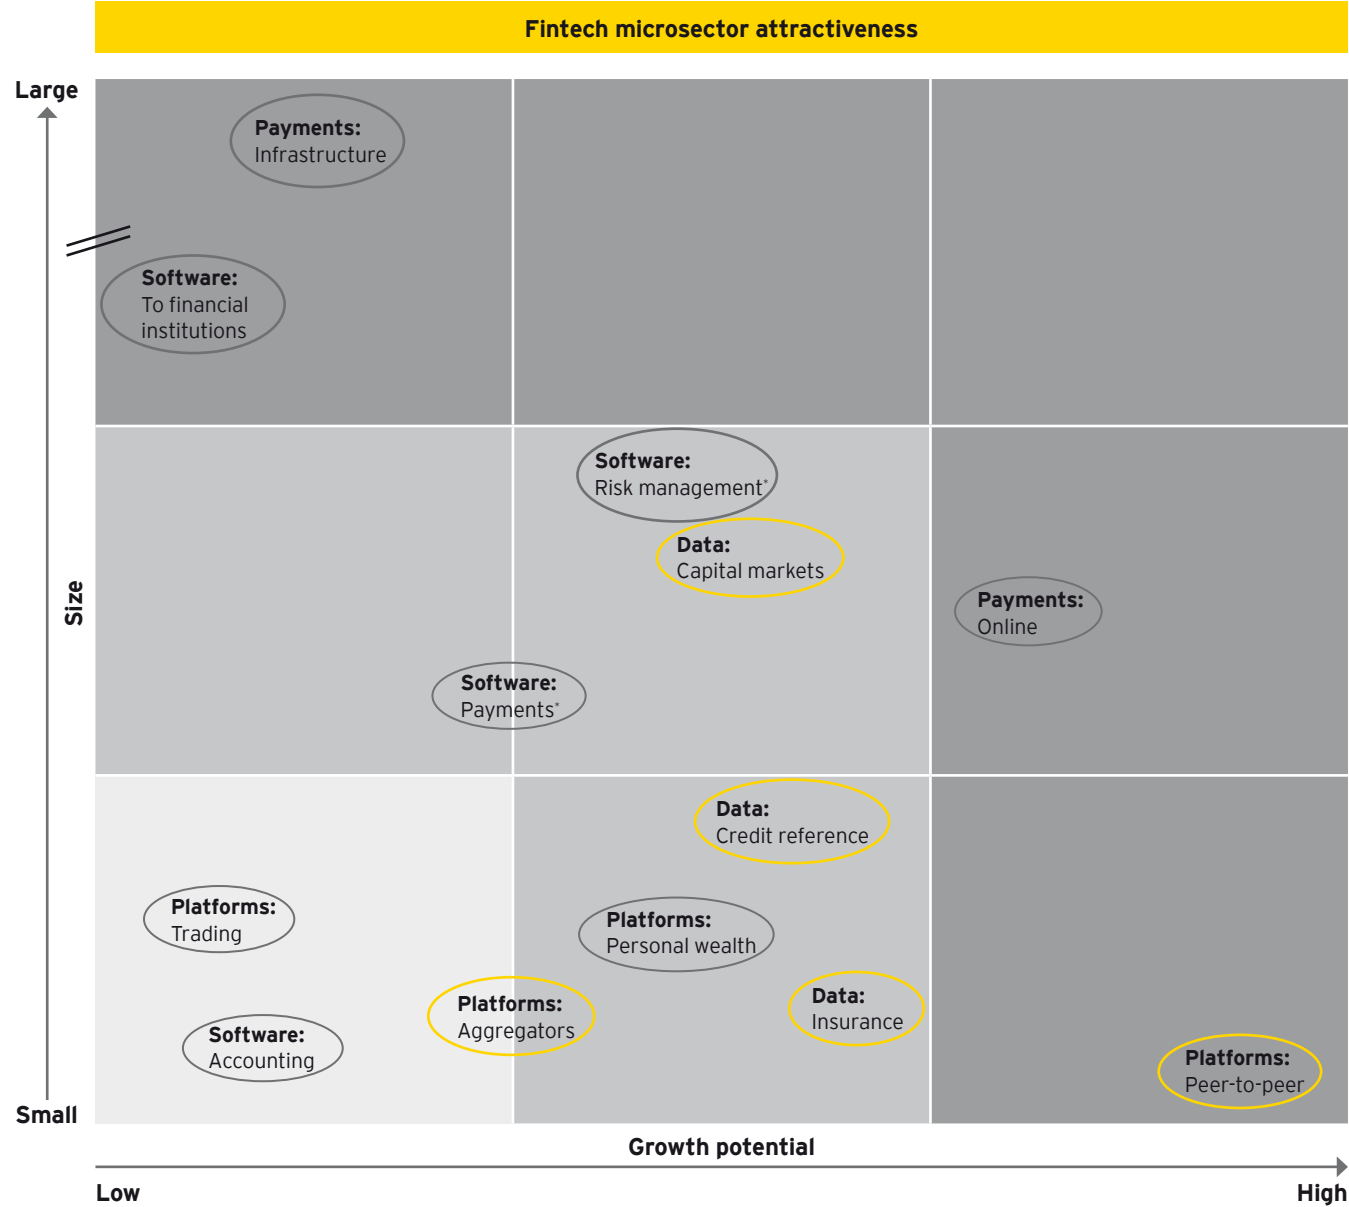 Fintech microsector attractiveness
Large
Payments:
Infrastructure
Software:
To financial
institutions
Software:
Risk management*
Data:
Capital markets
Payments:
Online
Size
Software:
Payments*
Data:
Credit reference
Platforms:
Trading
Platforms:
Personal wealth
Platforms:
Aggregators
Data:
Insurance
Software:
Accounting
Platforms:
Peer-to-peer
Small
Growth potential
Low
High